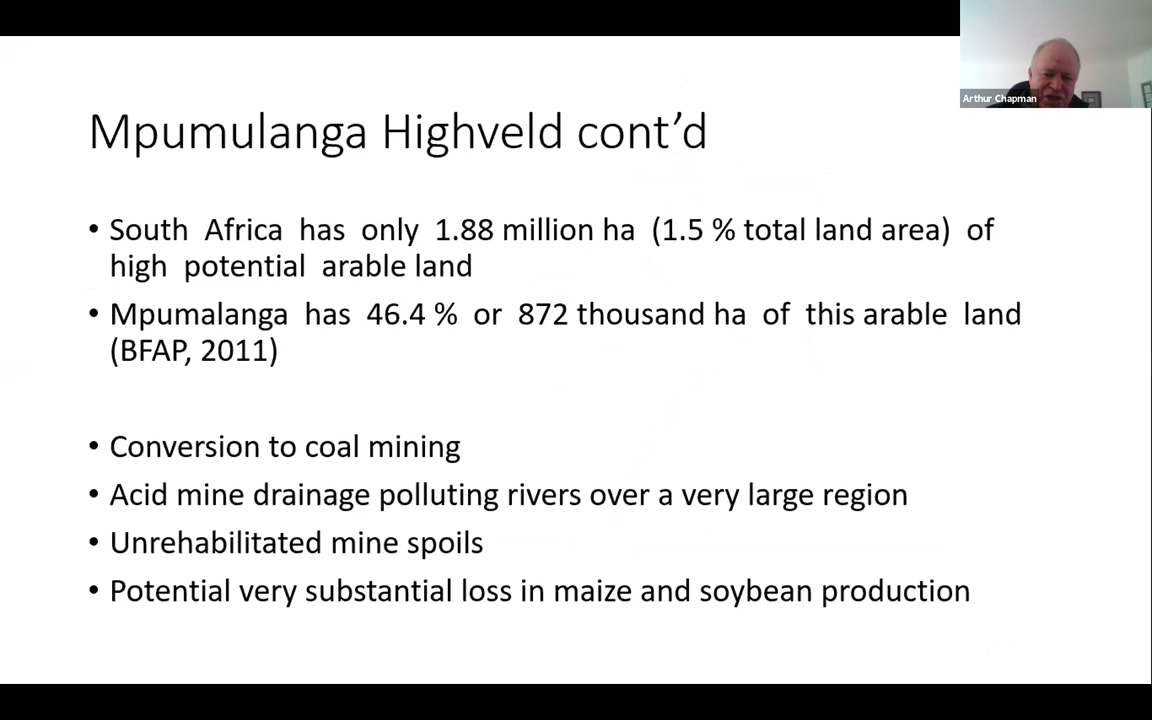 Arthur Chapman
Mpumulanga Highveld cont’d
• South Africa has only 1.88 million ha (1.5 % total land area) of
high potential arable land
• Mpumalanga has 46.4 % or 872 thousand ha of this arable land
(BFAP, 2011)
• Conversion to coal mining
• Acid mine drainage polluting rivers over a very large region
• Unrehabilitated mine spoils
• Potential very substantial loss in maize and soybean production